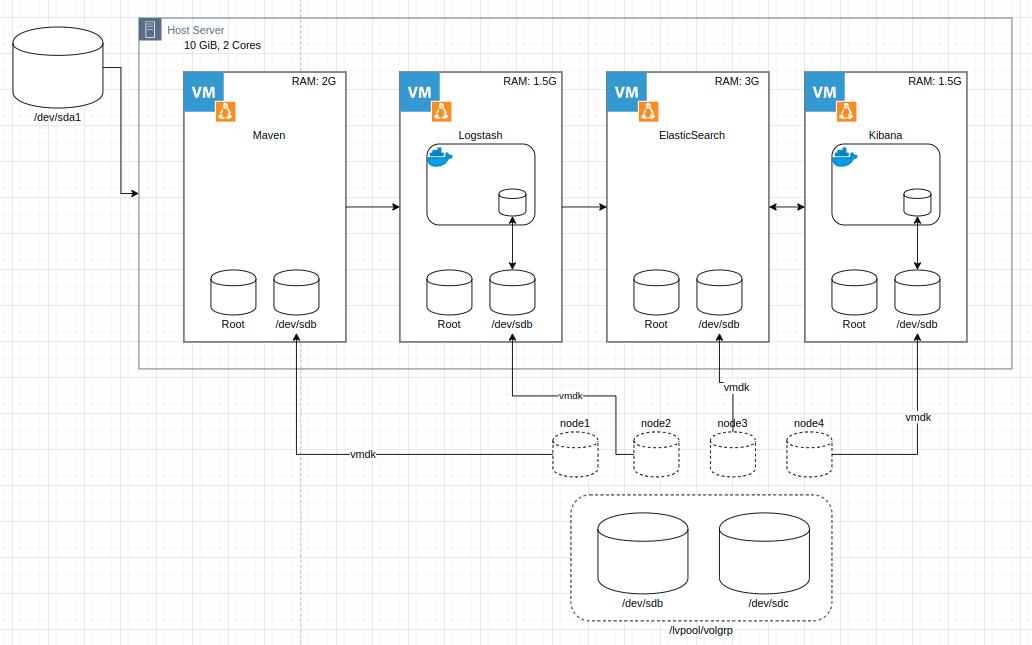 Host Server
10 GiB, 2 Cores
/dev/sda1
VM
RAM: 2G
Maven
Root
/dev/sdb
VM
RAM: 1.5G
Logstash
Root
/dev/sdb
VM
RAM: 3G
ElasticSearch
Root
/dev/sdb
VM
RAM: 1.5G
Kibana
Root
/dev/sdb
vmdk
vmdk
vmdk
vmdk
node1
node2
node3
node4
/dev/sdb
/dev/sdc
/lvpool/volgrp